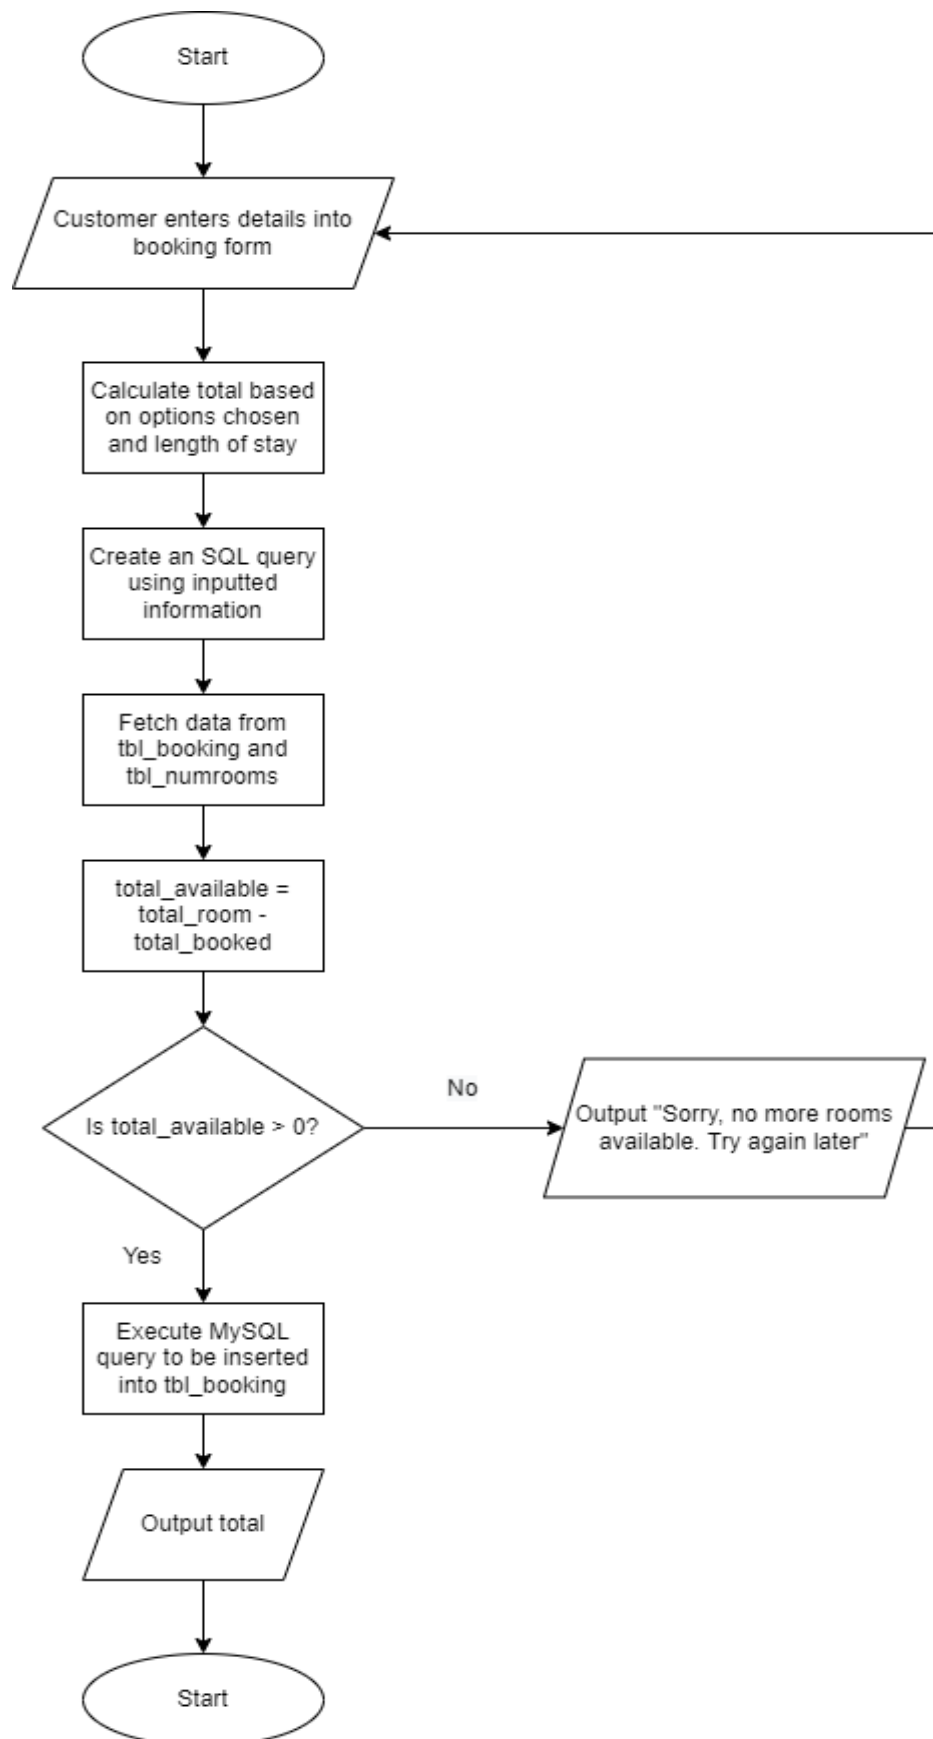 Start
Customer enters details into
booking form
Calculate total based
on options chosen
and length of stay
Create an SQL query
using inputted
information
Fetch data from
tbl_booking and
tbl_numrooms
total_available =
total_room -
total_booked
Is total_available > 0?
No
Output "Sorry, no more rooms
available. Try again later"
Yes
Execute MySQL
query to be inserted
into tbl_booking
Output total
Start